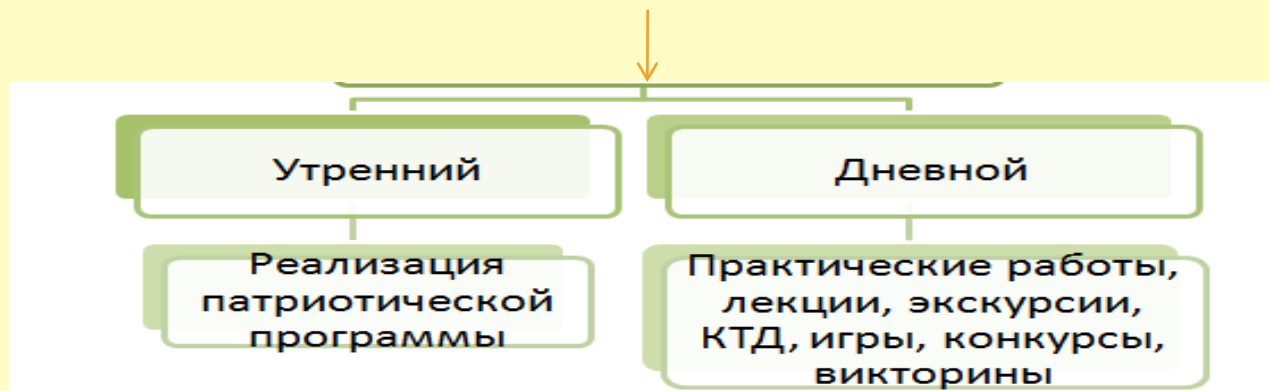 Утренний
Дневной
Реализация
патриотической
программы
Практические работы,
лекции, экскурсии,
КТД, игры, конкурсы,
викторины